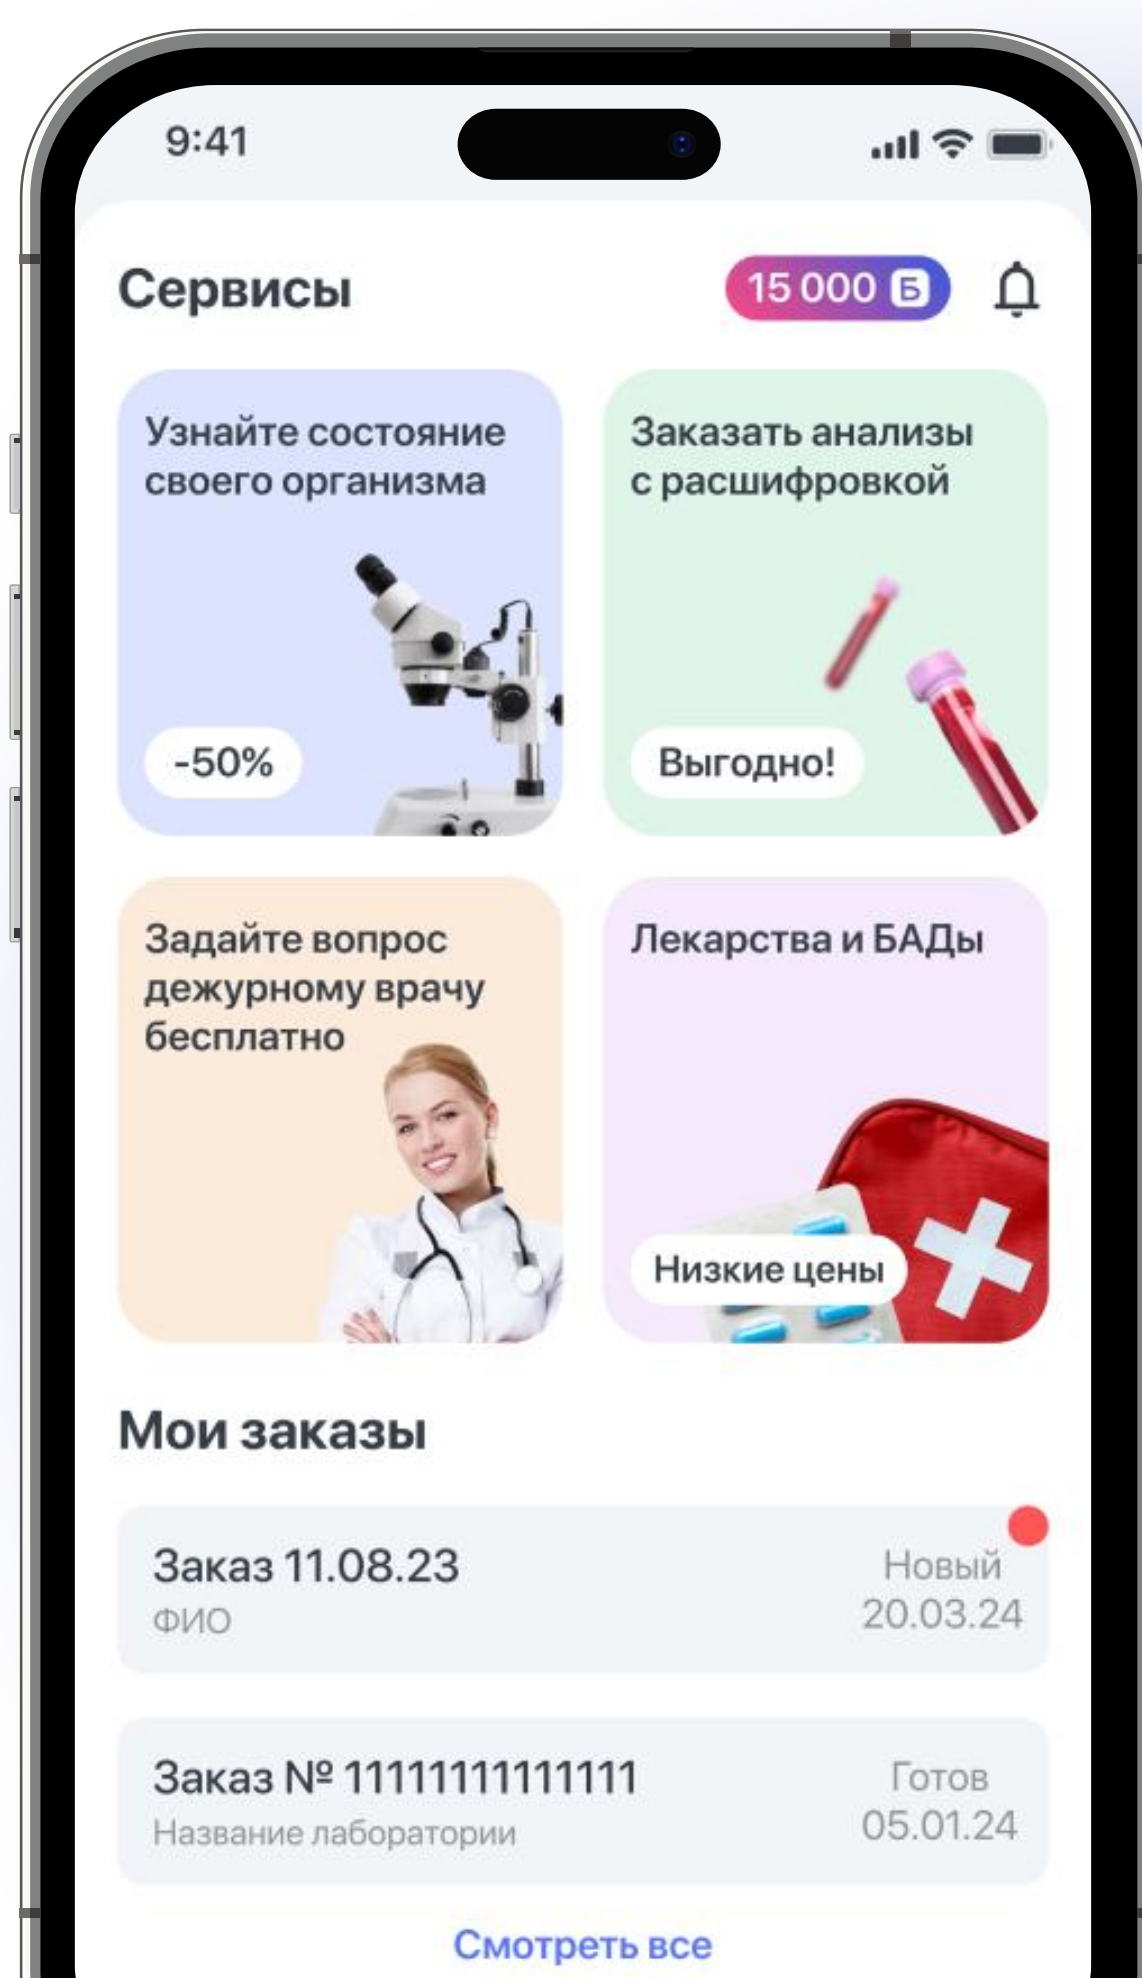 9:41
Сервисы
15 000 Б
Узнайте состояние
своего организма
-50%
Заказать анализы
с расшифровкой
Выгодно!
Задайте вопрос
дежурному врачу
бесплатно
Лекарства и БАДы
Низкие цены
Мои заказы
Заказ 11.08.23
ФИО
Новый
20.03.24
Заказ № 11111111111111
Название лаборатории
Готов
05.01.24
Смотреть все